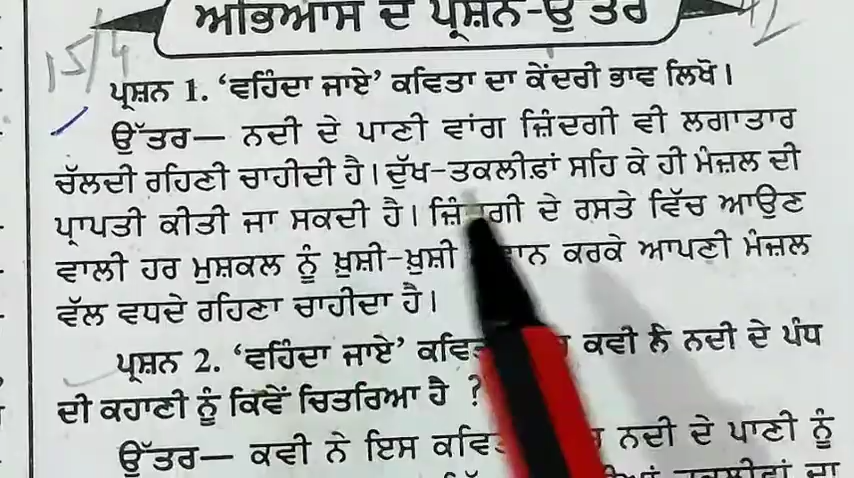 ਅਭਿਆਸ ਦੇ ਪ੍ਰਸ਼ਨ-ਉੱਤਰ
15/4
ਪ੍ਰਸ਼ਨ 1. ‘ਵਹਿੰਦਾ ਜਾਏ’ ਕਵਿਤਾ ਦਾ ਕੇਂਦਰੀ ਭਾਵ ਲਿਖੋ।
ਉੱਤਰ— ਨਦੀ ਦੇ ਪਾਣੀ ਵਾਂਗ ਜ਼ਿੰਦਗੀ ਵੀ ਲਗਾਤਾਰ
ਚੱਲਦੀ ਰਹਿਣੀ ਚਾਹੀਦੀ ਹੈ। ਦੁੱਖ-ਤਕਲੀਫ਼ਾਂ ਸਹਿ ਕੇ ਹੀ ਮੰਜ਼ਲ ਦੀ
ਪ੍ਰਾਪਤੀ ਕੀਤੀ ਜਾ ਸਕਦੀ ਹੈ। ਜ਼ਿੰਦਗੀ ਦੇ ਰਸਤੇ ਵਿੱਚ ਆਉਣ
ਵਾਲੀ ਹਰ ਮੁਸ਼ਕਲ ਨੂੰ ਖ਼ੁਸ਼ੀ-ਖ਼ੁਸ਼ੀ ਕਰਕੇ ਆਪਣੀ ਮੰਜ਼ਲ
ਵੱਲ ਵਧਦੇ ਰਹਿਣਾ ਚਾਹੀਦਾ ਹੈ।
ਪ੍ਰਸ਼ਨ 2. ‘ਵਹਿੰਦਾ ਜਾਏ’ ਕਵੀ ਨੇ ਨਦੀ ਦੇ ਪੰਧ
ਦੀ ਕਹਾਣੀ ਨੂੰ ਕਿਵੇਂ ਚਿਤਰਿਆ ਹੈ ?
ਉੱਤਰ— ਕਵੀ ਨੇ ਇਸ ਨਦੀ ਦੇ ਪਾਣੀ ਨੂੰ